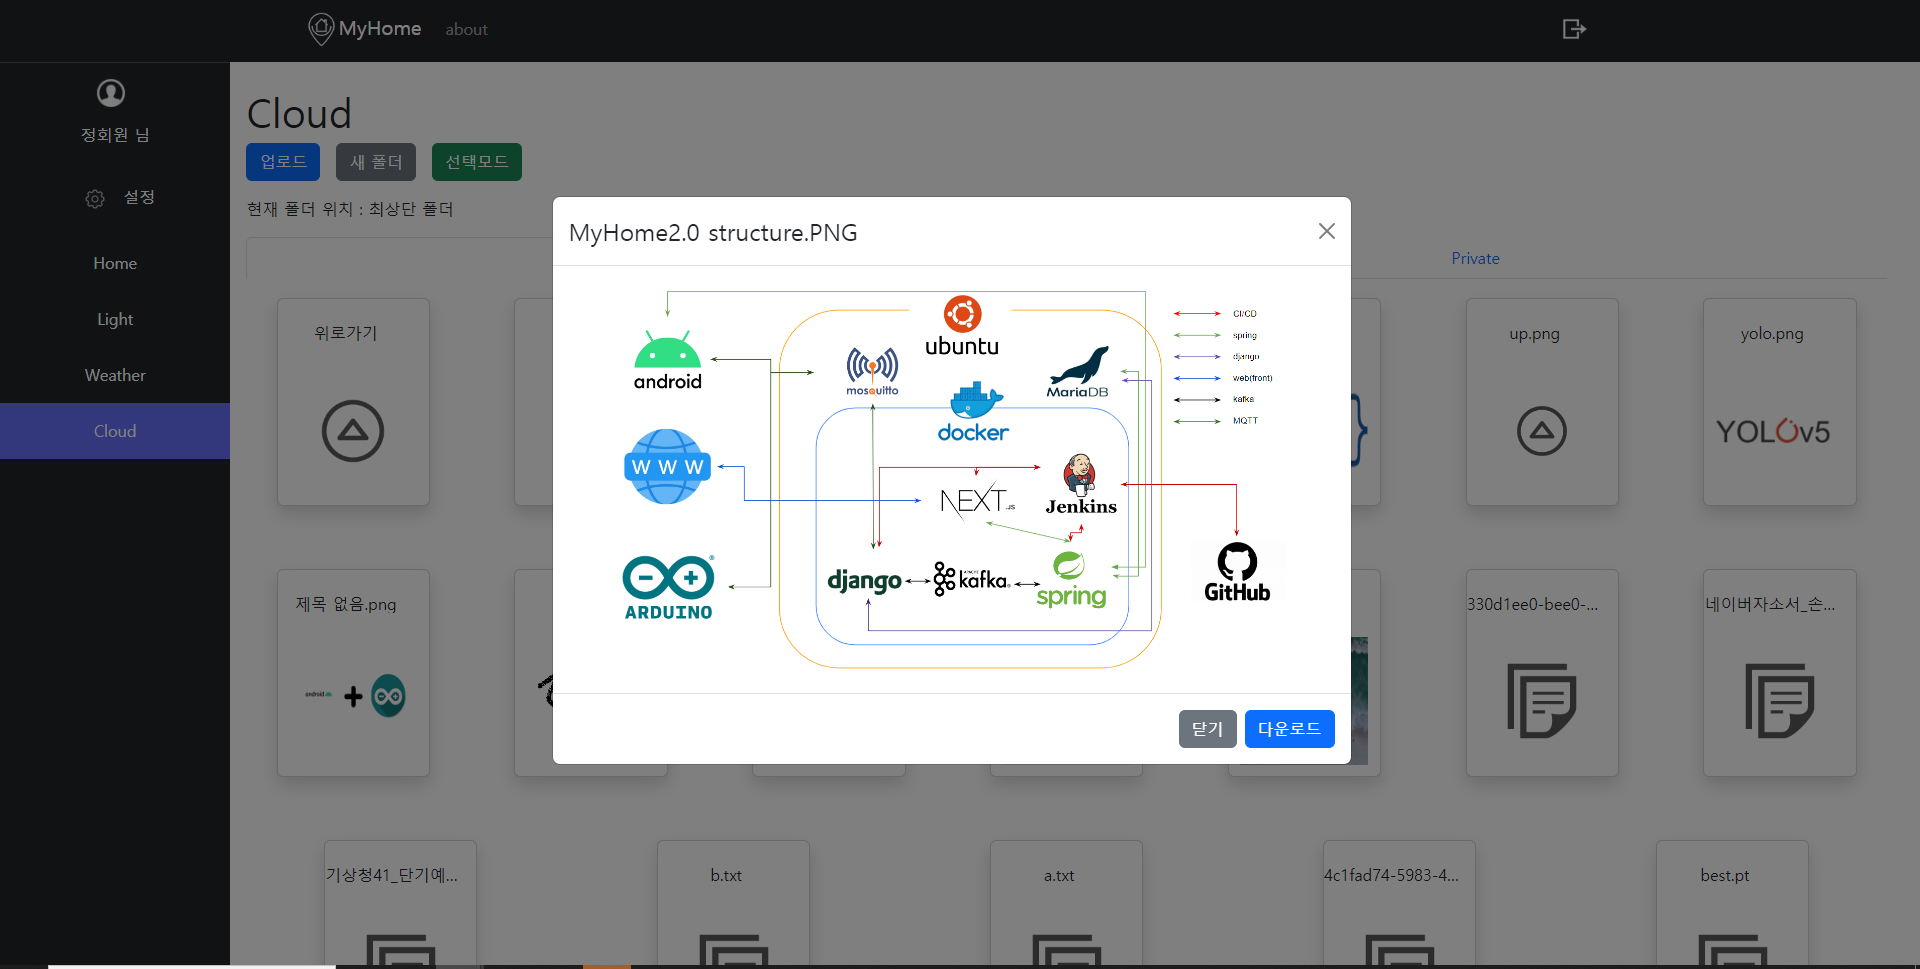 MyHome
about
정회원 님
설정
Home
Light
Weather
Cloud
Cloud
업로드
새 폴더
선택모드
현재 폴더 위치 : 최상단 폴더
Private
위로가기
up.png
yolo.png
YOLOv5
제목 없음.png
android
330d1ee0-bee0-...
네이버자소서_손...
기상청41_단기예...
b.txt
a.txt
4c1fad74-5983-4...
best.pt
MyHome2.0 structure.PNG
ubuntu
android
mosquitto
MariaDB
docker
WWW
NEXT.JS
Jenkins
ARDUINO
django
APACHE
kafka
spring
GitHub
CI/CD
spring
django
web(front)
kafka
MQTT
닫기
다운로드